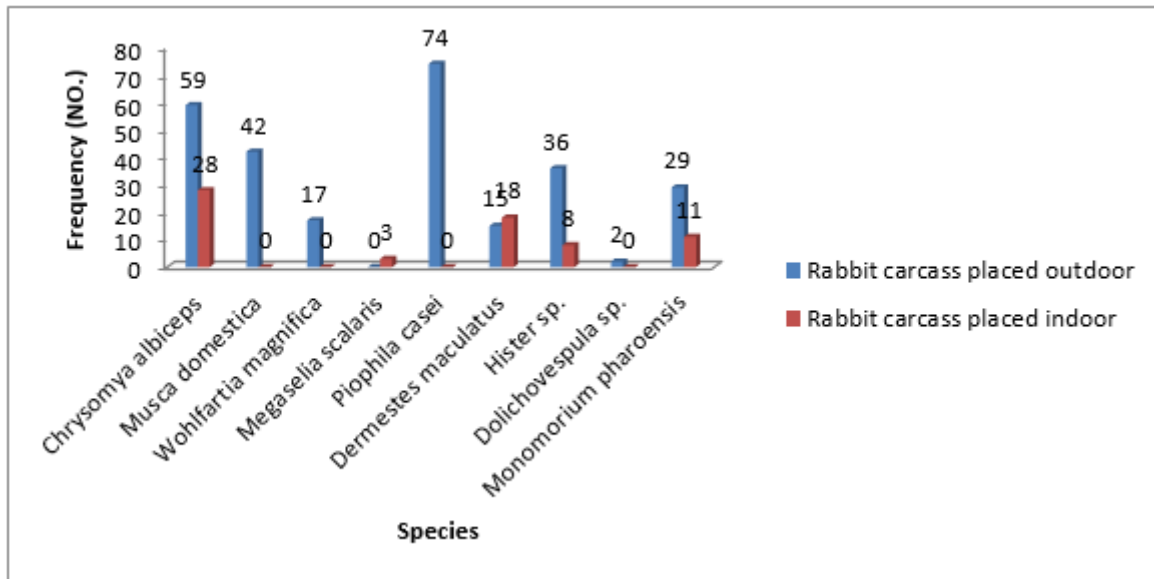 Frequency (NO.)
80
70
60
50
40
30
20
10
0
59
28
42
0
17
0
0
3
74
0
15
18
36
8
2
0
29
11
Chrysomya albiceps
Musca domestica
Wohlfartia magnifica
Megaselia scalaris
Piophila casei
Dermestes maculatus
Hister sp.
Dolichovespula sp.
Monomorium pharoensis
Species
Rabbit carcass placed outdoor
Rabbit carcass placed indoor